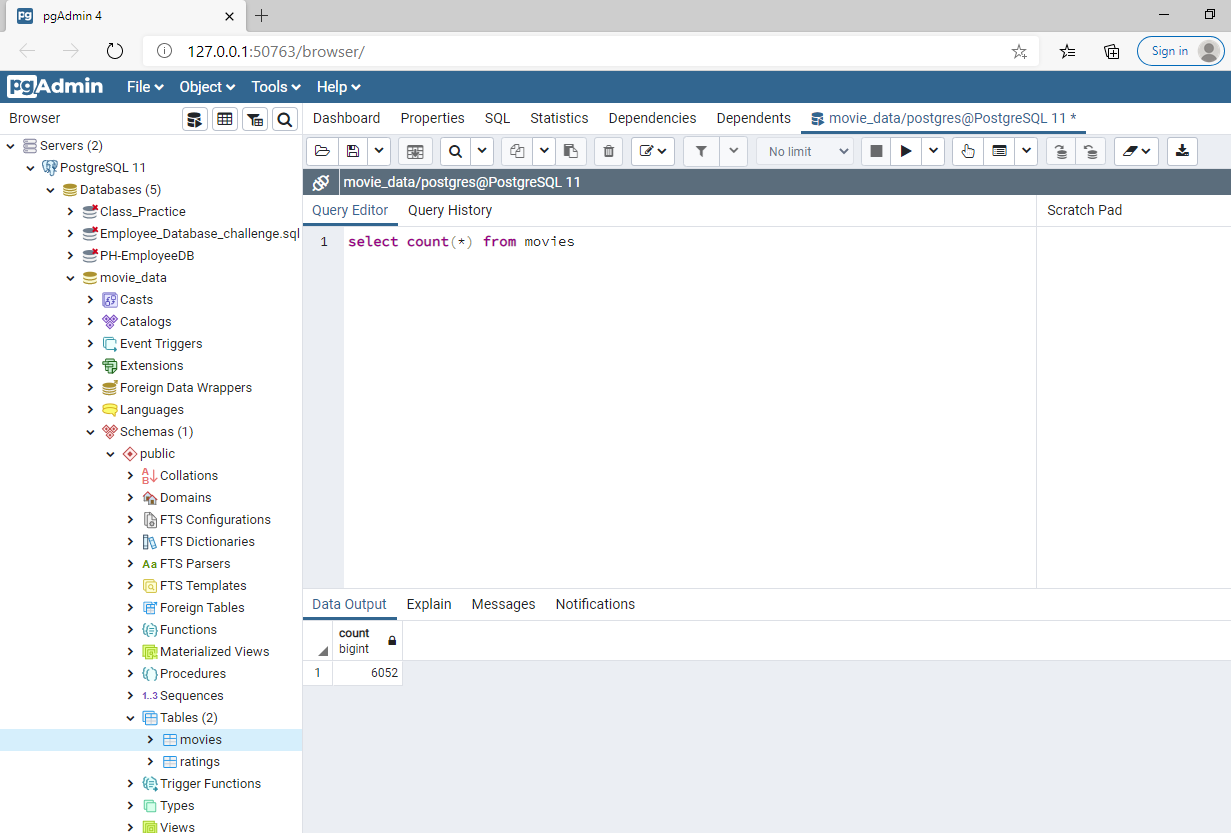 pgAdmin 4
127.0.0.1:50763/browser/
Sign in
pgAdmin File Object Tools Help
Browser
Dashboard Properties SQL Statistics Dependencies Dependents movie_data/postgres@PostgreSQL 11 *
No limit
movie_data/postgres@PostgreSQL 11
Query Editor Query History
Scratch Pad
1 select count(*) from movies
Servers (2)
PostgreSQL 11
Databases (5)
Class_Practice
Employee_Database_challenge.sql
PH-EmployeeDB
movie_data
Casts
Catalogs
Event Triggers
Extensions
Foreign Data Wrappers
Languages
Schemas (1)
public
Collations
Domains
FTS Configurations
FTS Dictionaries
Aa FTS Parsers
FTS Templates
Foreign Tables
Functions
Materialized Views
Procedures
1..3 Sequences
Tables (2)
movies
ratings
Trigger Functions
Types
Views
Data Output Explain Messages Notifications
count
bigint
1 6052